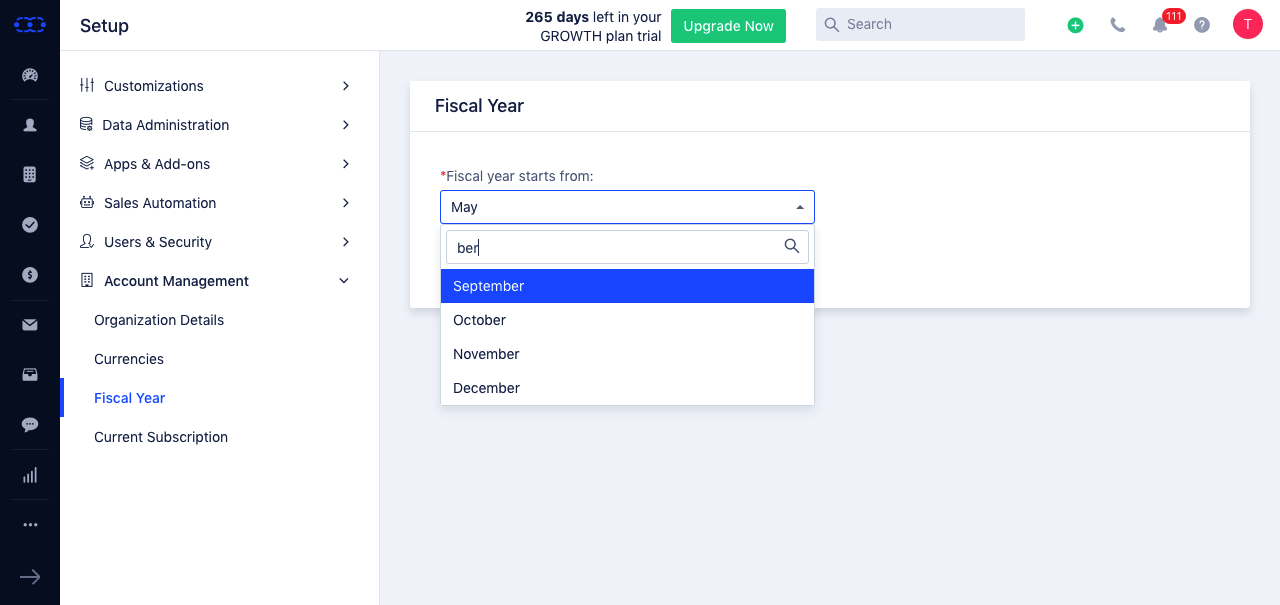 Setup
265 days left in your
GROWTH plan trial
Upgrade Now
Search
111
T
Customizations
Data Administration
Apps & Add-ons
Sales Automation
Users & Security
Account Management
Organization Details
Currencies
Fiscal Year
Current Subscription
Fiscal Year
*Fiscal year starts from:
May
ber
September
October
November
December